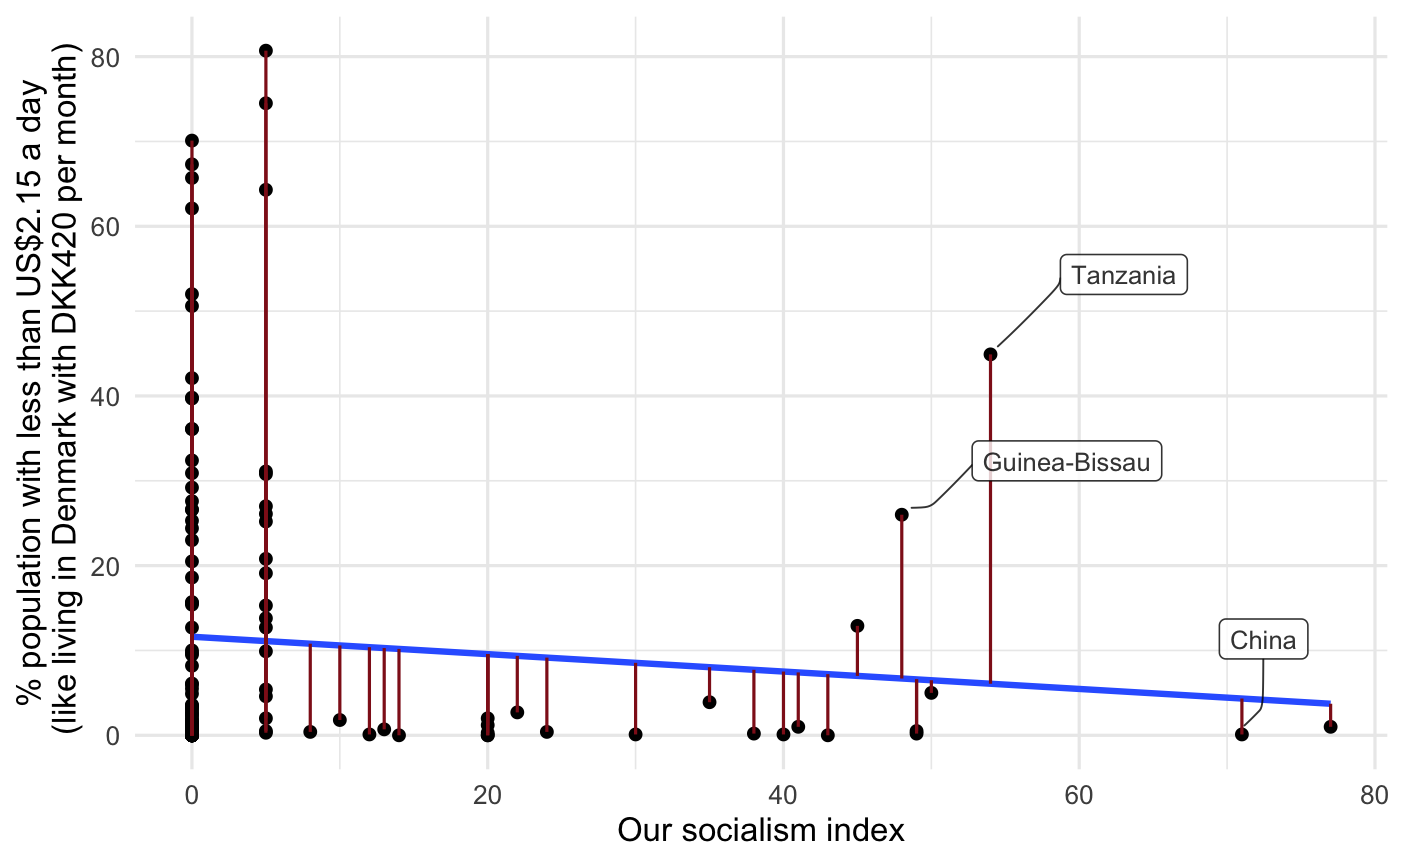 % population with less than US$2.15 a day
(like living in Denmark with DKK420 per month)
80
60
40
20
0
Tanzania
Guinea-Bissau
China
0 20 40 60 80
Our socialism index